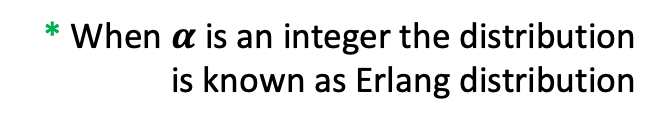 * When α is an integer the distribution
is known as Erlang distribution